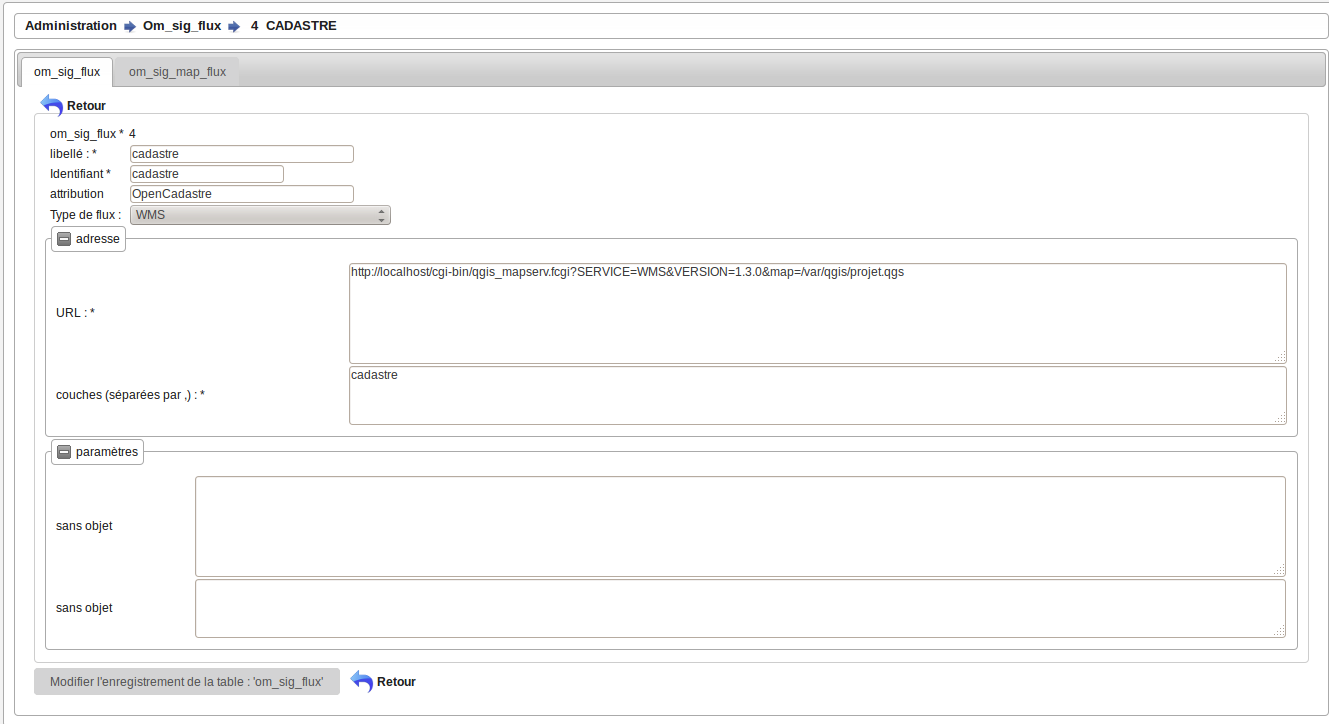 Administration Om_sig_flux 4 CADASTRE
om_sig_flux om_sig_map_flux
Retour
om_sig_flux * 4
libellé : * cadastre
Identifiant * cadastre
attribution OpenCadastre
Type de flux : WMS
adresse
URL : * http://localhost/cgi-bin/qgis_mapserv.fcgi?SERVICE=WMS&VERSION=1.3.0&map=/var/qgis/projet.qgs
couches (séparées par ,) : * cadastre
paramètres
sans objet
sans objet
Modifier l'enregistrement de la table : 'om_sig_flux' Retour